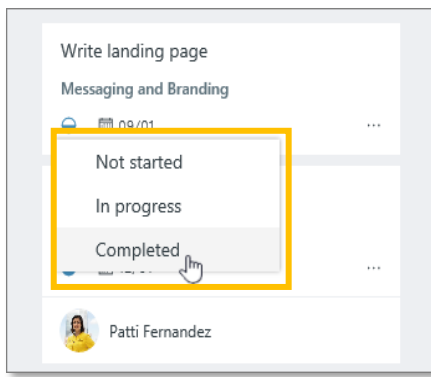 Write landing page
Messaging and Branding
09/01
...
Not started
In progress
Completed
...
Patti Fernandez